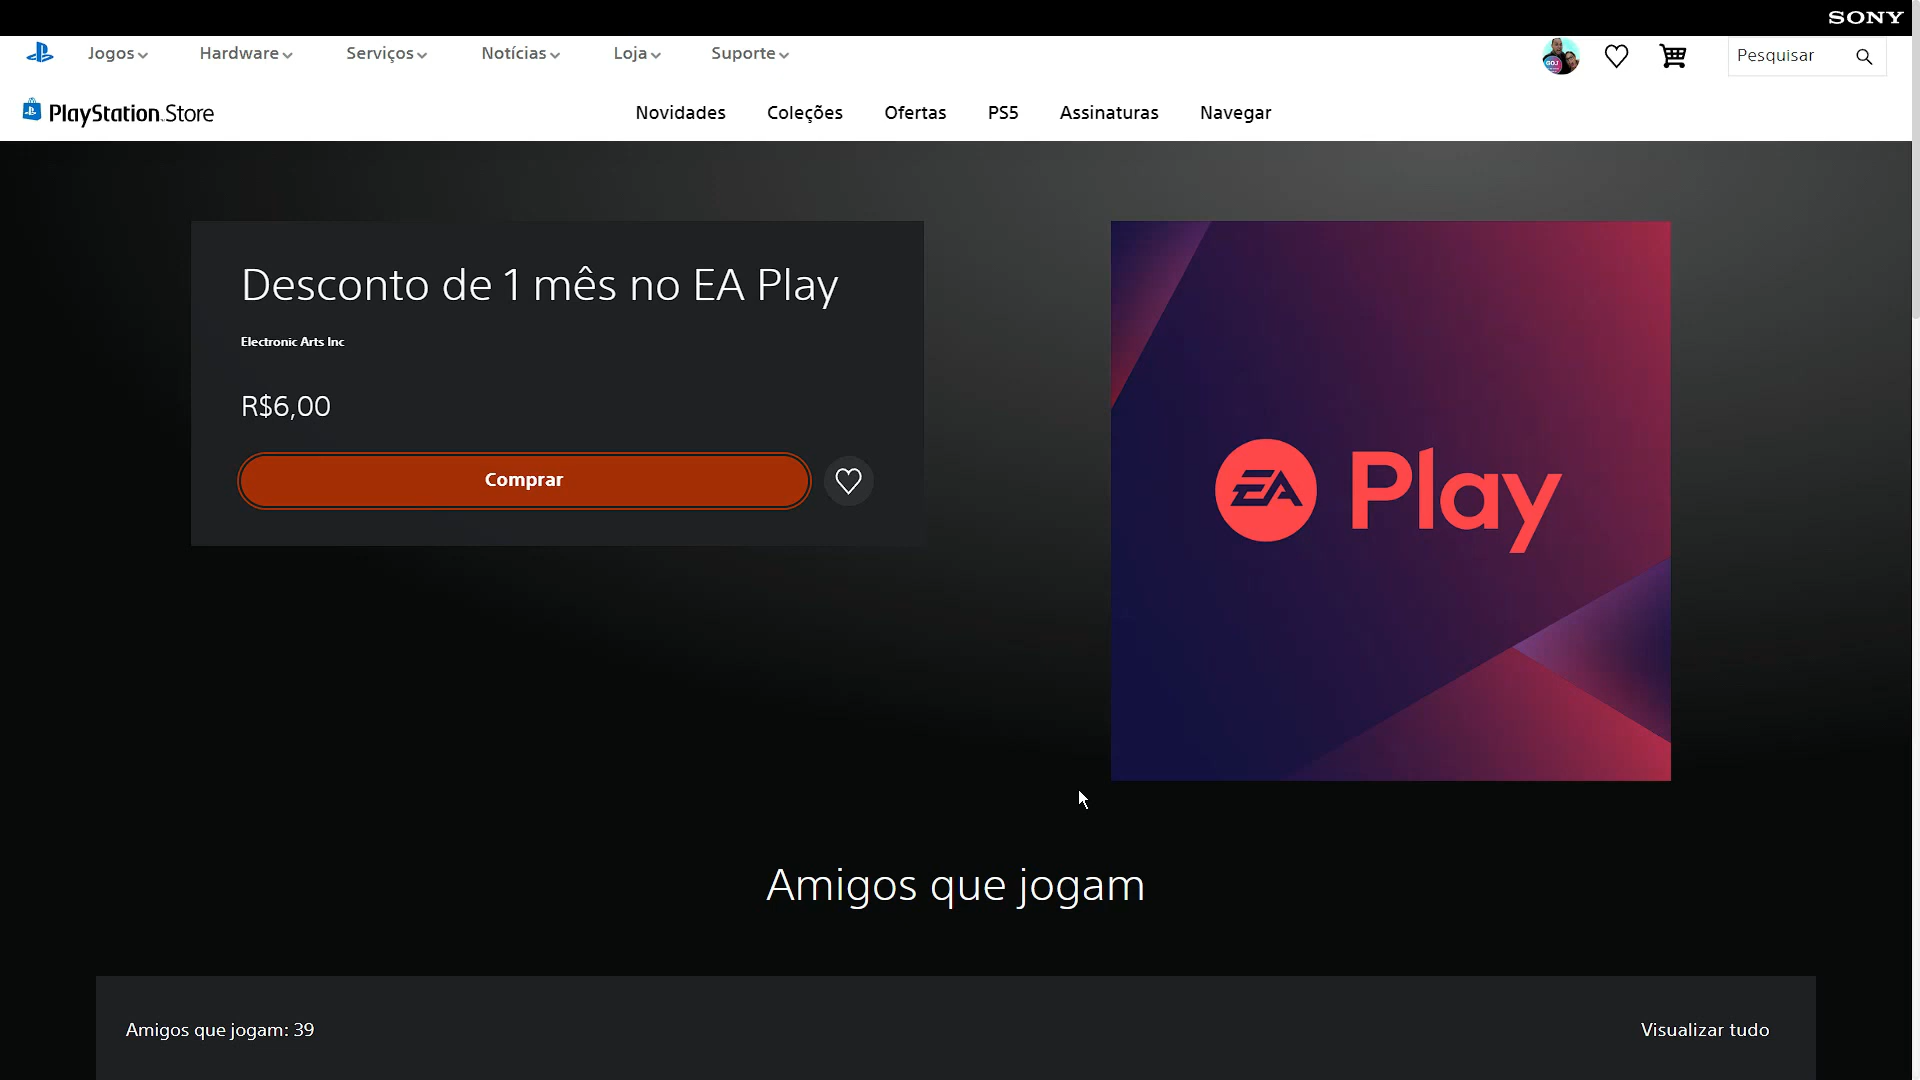 SONY
Jogos Hardware Serviços Notícias Loja Suporte
Pesquisar
PlayStation Store
Novidades Coleções Ofertas PS5 Assinaturas Navegar
Desconto de 1 mês no EA Play
Electronic Arts Inc
R$6,00
Comprar
EA Play
Amigos que jogam
Amigos que jogam: 39
Visualizar tudo